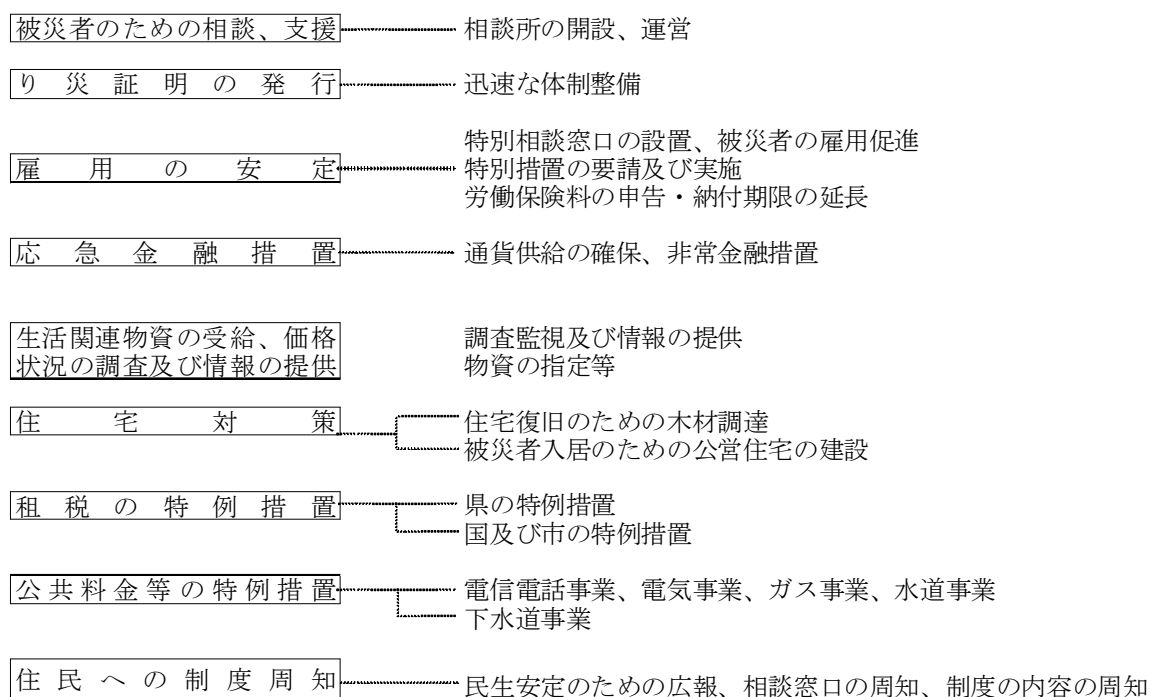 被災者のための相談、支援 相談所の開設、運営
り災証明の発行 迅速な体制整備
特別相談窓口の設置、被災者の雇用促進
雇用の安定 特別措置の要請及び実施
労働保険料の申告・納付期限の延長
応急金融措置 通貨供給の確保、非常金融措置
生活関連物資の受給、価格 調査監視及び情報の提供
状況の調査及び情報の提供 物資の指定等
住宅対策 住宅復旧のための木材調達
被災者入居のための公営住宅の建設
租税の特例措置 県の特例措置
国及び市の特例措置
公共料金等の特例措置 電信電話事業、電気事業、ガス事業、水道事業
下水道事業
住民への制度周知 民生安定のための広報、相談窓口の周知、制度の内容の周知